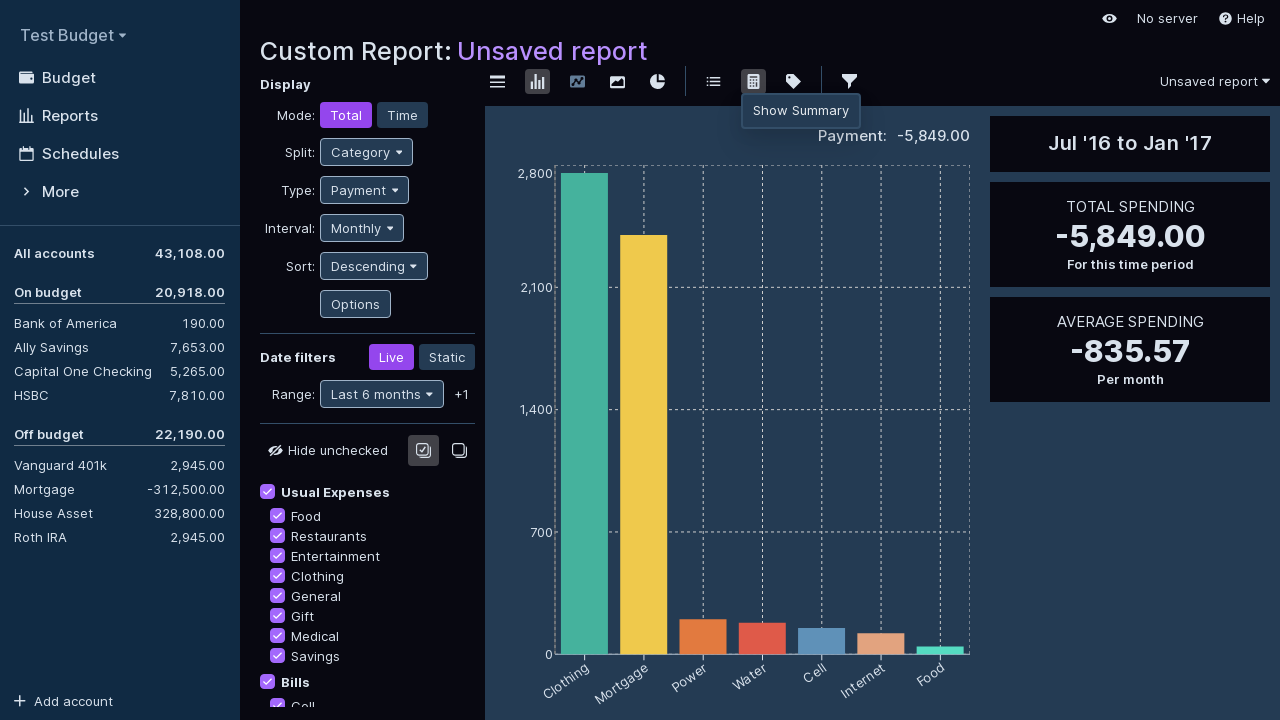 Test Budget
Budget
Reports
Schedules
More
All accounts 43,108.00
On budget 20,918.00
Bank of America 190.00
Ally Savings 7,653.00
Capital One Checking 5,265.00
HSBC 7,810.00
Off budget 22,190.00
Vanguard 401k 2,945.00
Mortgage -312,500.00
House Asset 328,800.00
Roth IRA 2,945.00
Add account
No server
Help
Custom Report: Unsaved report
Display
Mode: Total Time
Split: Category
Type: Payment
Interval: Monthly
Sort: Descending
Options
Date filters Live Static
Range: Last 6 months +1
Hide unchecked
Usual Expenses
Food
Restaurants
Entertainment
Clothing
General
Gift
Medical
Savings
Bills
Cell
Unsaved report
Show Summary
Payment: -5,849.00
2,800
2,100
1,400
700
0
Clothing
Mortgage
Power
Water
Cell
Internet
Food
Jul '16 to Jan '17
TOTAL SPENDING
-5,849.00
For this time period
AVERAGE SPENDING
-835.57
Per month